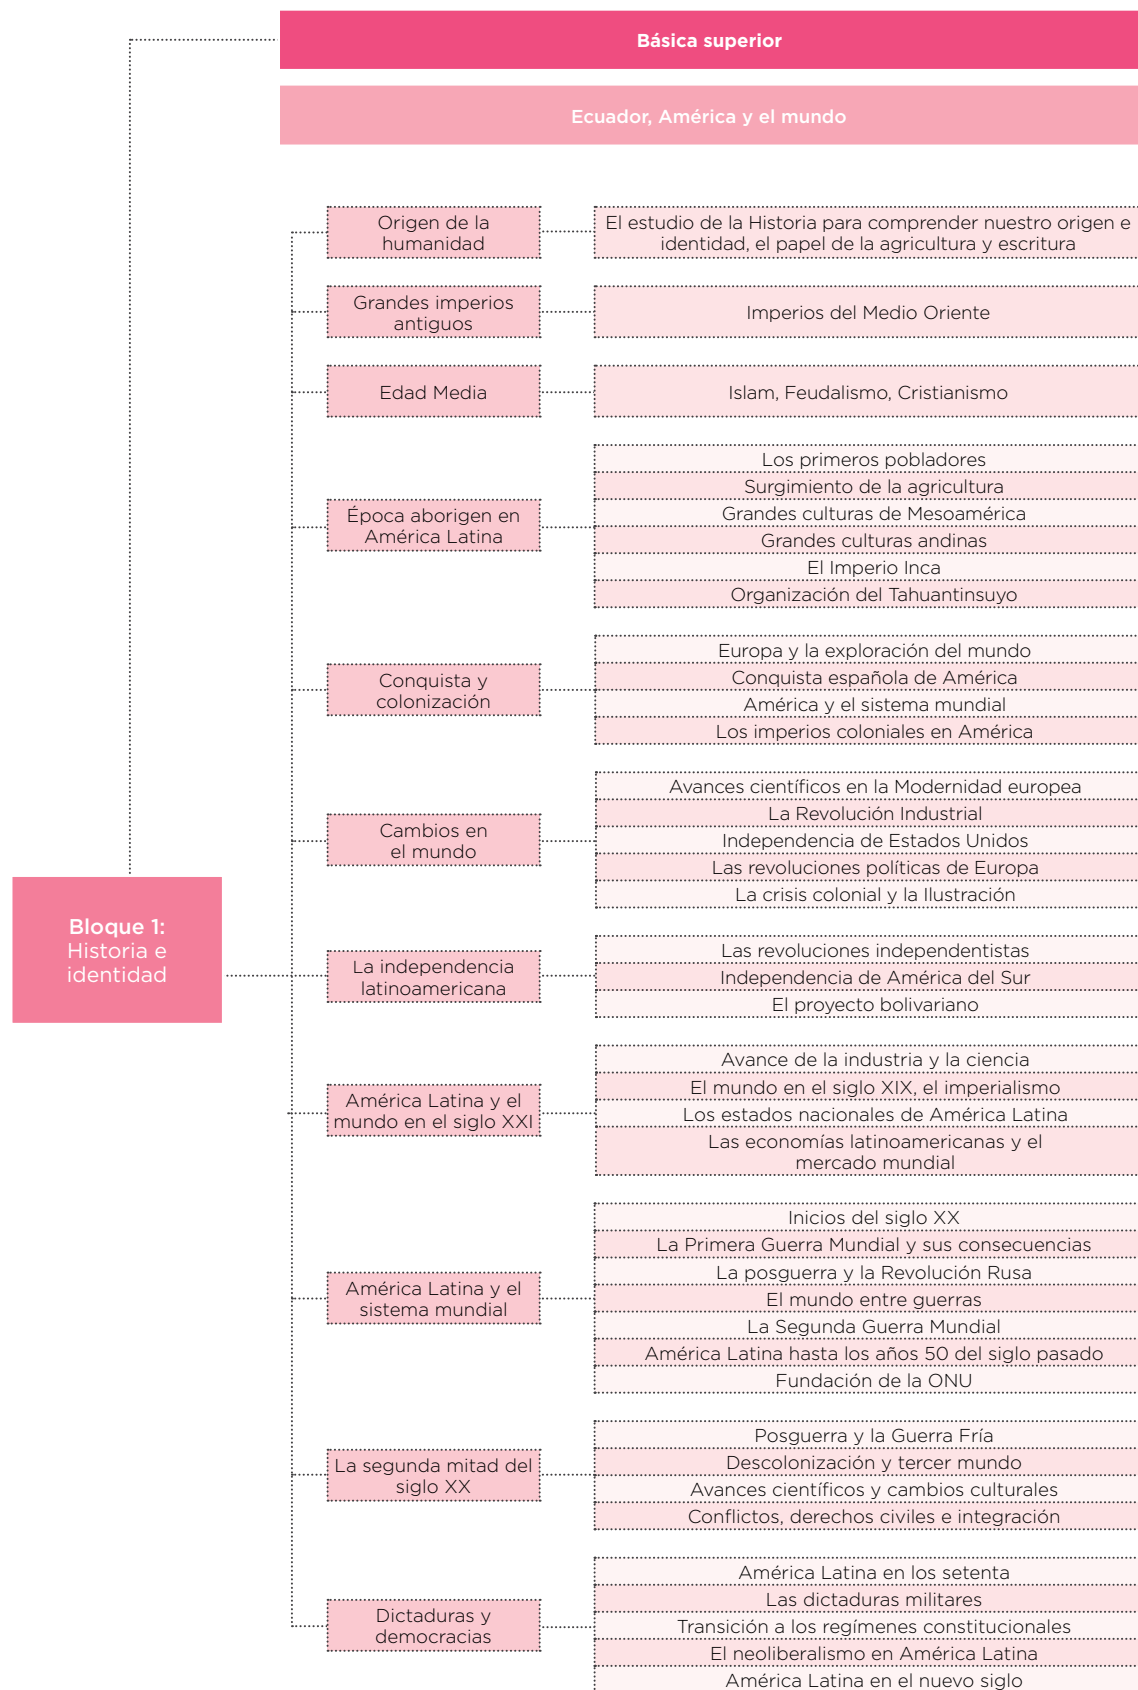 Básica superior
Ecuador, América y el mundo
Origen de la
humanidad
El estudio de la Historia para comprender nuestro origen e
identidad, el papel de la agricultura y escritura
Grandes imperios
antiguos
Imperios del Medio Oriente
Edad Media
Islam, Feudalismo, Cristianismo
Época aborigen en
América Latina
Los primeros pobladores
Surgimiento de la agricultura
Grandes culturas de Mesoamérica
Grandes culturas andinas
El Imperio Inca
Organización del Tahuantinsuyo
Conquista y
colonización
Europa y la exploración del mundo
Conquista española de América
América y el sistema mundial
Los imperios coloniales en América
Cambios en
el mundo
Avances científicos en la Modernidad europea
La Revolución Industrial
Independencia de Estados Unidos
Las revoluciones políticas de Europa
La crisis colonial y la Ilustración
Bloque 1:
Historia e
identidad
La independencia
latinoamericana
Las revoluciones independentistas
Independencia de América del Sur
El proyecto bolivariano
América Latina y el
mundo en el siglo XXI
Avance de la industria y la ciencia
El mundo en el siglo XIX, el imperialismo
Los estados nacionales de América Latina
Las economías latinoamericanas y el
mercado mundial
América Latina y el
sistema mundial
Inicios del siglo XX
La Primera Guerra Mundial y sus consecuencias
La posguerra y la Revolución Rusa
El mundo entre guerras
La Segunda Guerra Mundial
América Latina hasta los años 50 del siglo pasado
Fundación de la ONU
La segunda mitad del
siglo XX
Posguerra y la Guerra Fría
Descolonización y tercer mundo
Avances científicos y cambios culturales
Conflictos, derechos civiles e integración
Dictaduras y
democracias
América Latina en los setenta
Las dictaduras militares
Transición a los regímenes constitucionales
El neoliberalismo en América Latina
América Latina en el nuevo siglo